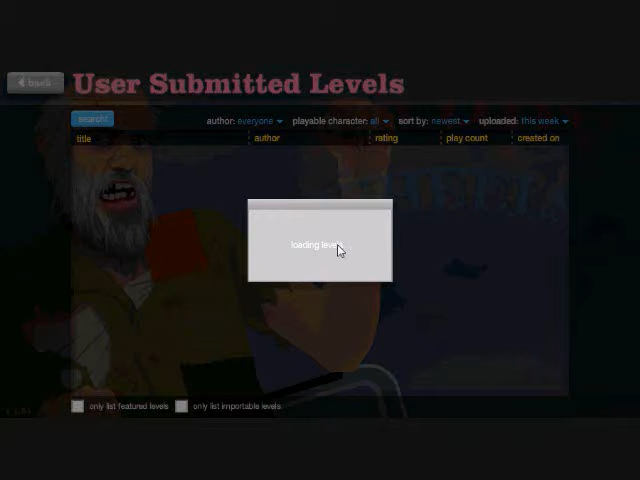 back
User Submitted Levels
search!
author: everyone playable character: all sort by: newest uploaded: this week
title author rating play count created on
loading levels
only list featured levels only list importable levels